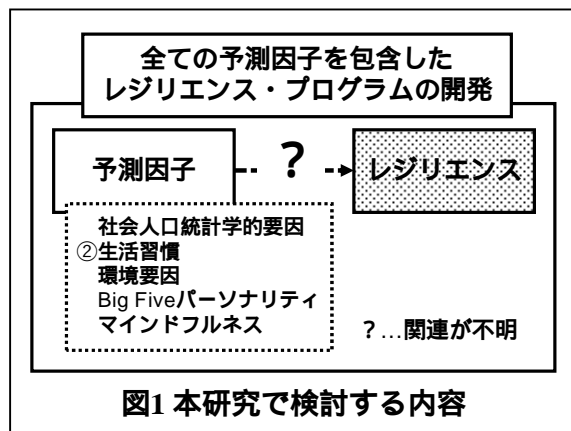 全ての予測因子を包含した
レジリエンス・プログラムの開発
予測因子
?
レジリエンス
社会人口統計学的要因
②生活習慣
環境要因
Big Fiveパーソナリティ
マインドフルネス
?…関連が不明
図1 本研究で検討する内容